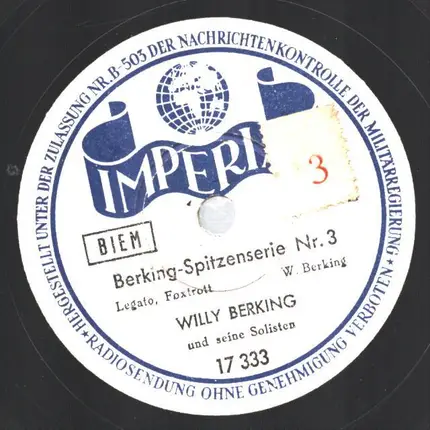 HERGESTELLT UNTER DER ZULASSUNG NR. B-503 DER NACHRICHTENKONTROLLE DER MILITÄRREGIERUNG
★ RADIOSENDUNG OHNE GENEHMIGUNG VERBOTEN ★
IMPERI
3
BIEM
Berking-Spitzenserie Nr. 3
Legato, Foxtrott W. Berking
WILLY BERKING
und seine Solisten
17 333